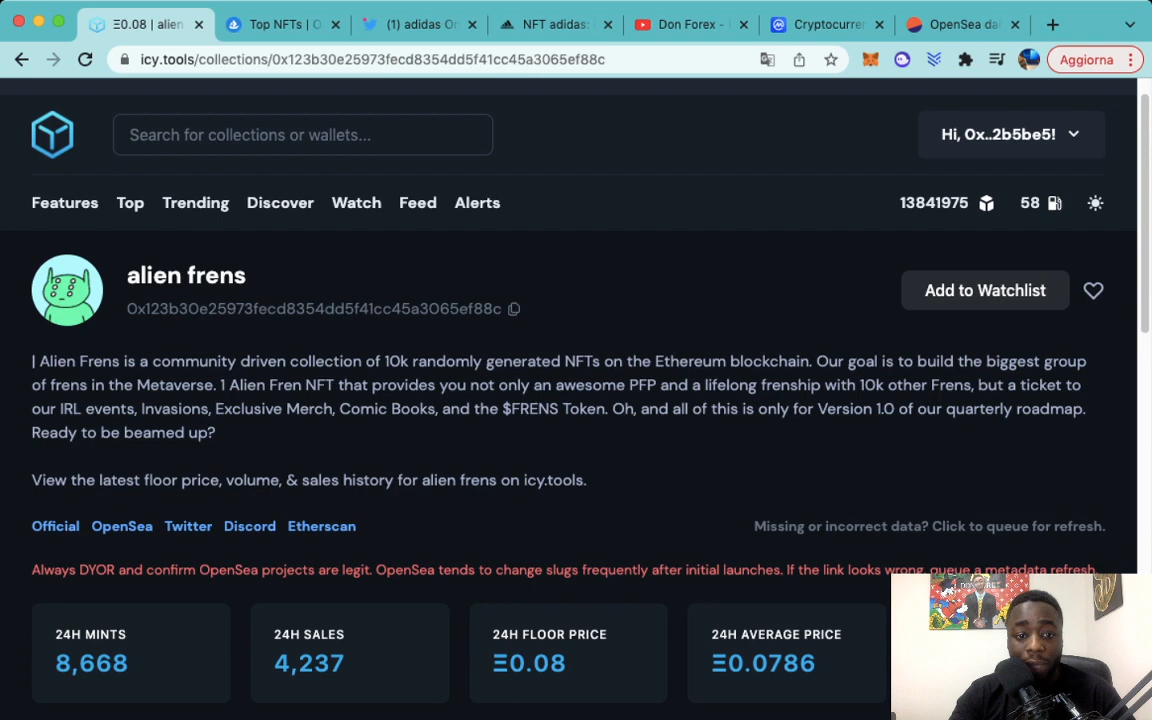 Ξ0.08 | alien
Top NFTs | O
(1) adidas Or
NFT adidas:
Don Forex -
Cryptocurrer
OpenSea da
icy.tools/collections/0x123b30e25973fecd8354dd5f41cc45a3065ef88c
Aggiorna
Search for collections or wallets...
Hi, 0x..2b5be5!
Features Top Trending Discover Watch Feed Alerts
13841975 58
alien frens
0x123b30e25973fecd8354dd5f41cc45a3065ef88c
Add to Watchlist
| Alien Frens is a community driven collection of 10k randomly generated NFTs on the Ethereum blockchain. Our goal is to build the biggest group
of frens in the Metaverse. 1 Alien Fren NFT that provides you not only an awesome PFP and a lifelong frenship with 10k other Frens, but a ticket to
our IRL events, Invasions, Exclusive Merch, Comic Books, and the $FRENS Token. Oh, and all of this is only for Version 1.0 of our quarterly roadmap.
Ready to be beamed up?
View the latest floor price, volume, & sales history for alien frens on icy.tools.
Official OpenSea Twitter Discord Etherscan
Missing or incorrect data? Click to queue for refresh.
Always DYOR and confirm OpenSea projects are legit. OpenSea tends to change slugs frequently after initial launches. If the link looks wrong, queue a metadata refresh.
24H MINTS
8,668
24H SALES
4,237
24H FLOOR PRICE
Ξ0.08
24H AVERAGE PRICE
Ξ0.0786